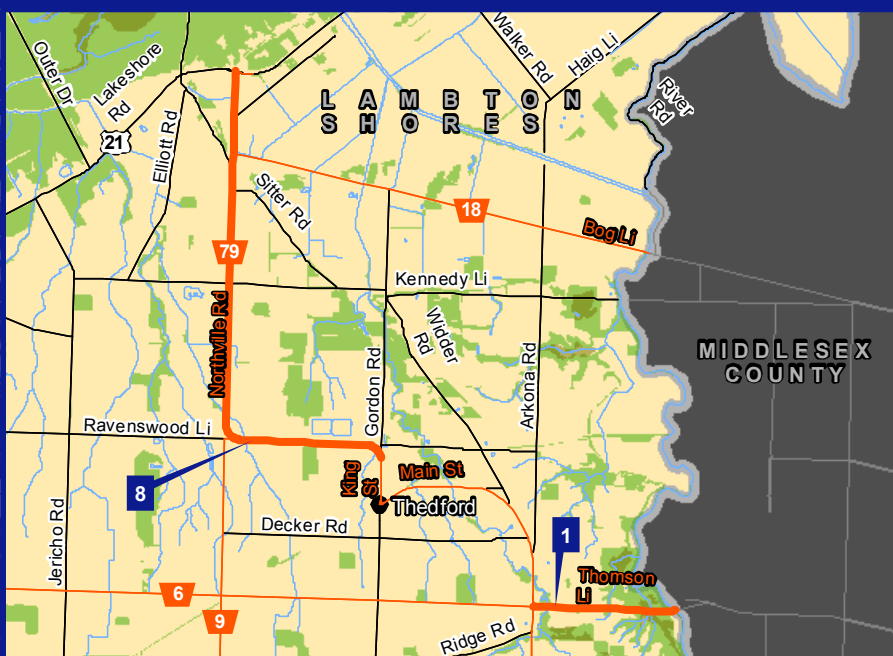 Outer Dr
Lakeshore
Rd
21
Elliott Rd
Walker Rd
Haig Li
River
Rd
LAMBTON
SHORES
Sitter Rd
18
Bog Li
79
Kennedy Li
Northville Rd
Widder
Rd
MIDDLESEX
COUNTY
Gordon Rd
Arkona Rd
Ravenswood Li
8
King
St
Main St
Thedford
Decker Rd
1
Jericho Rd
Thomson
Li
6
9
Ridge Rd